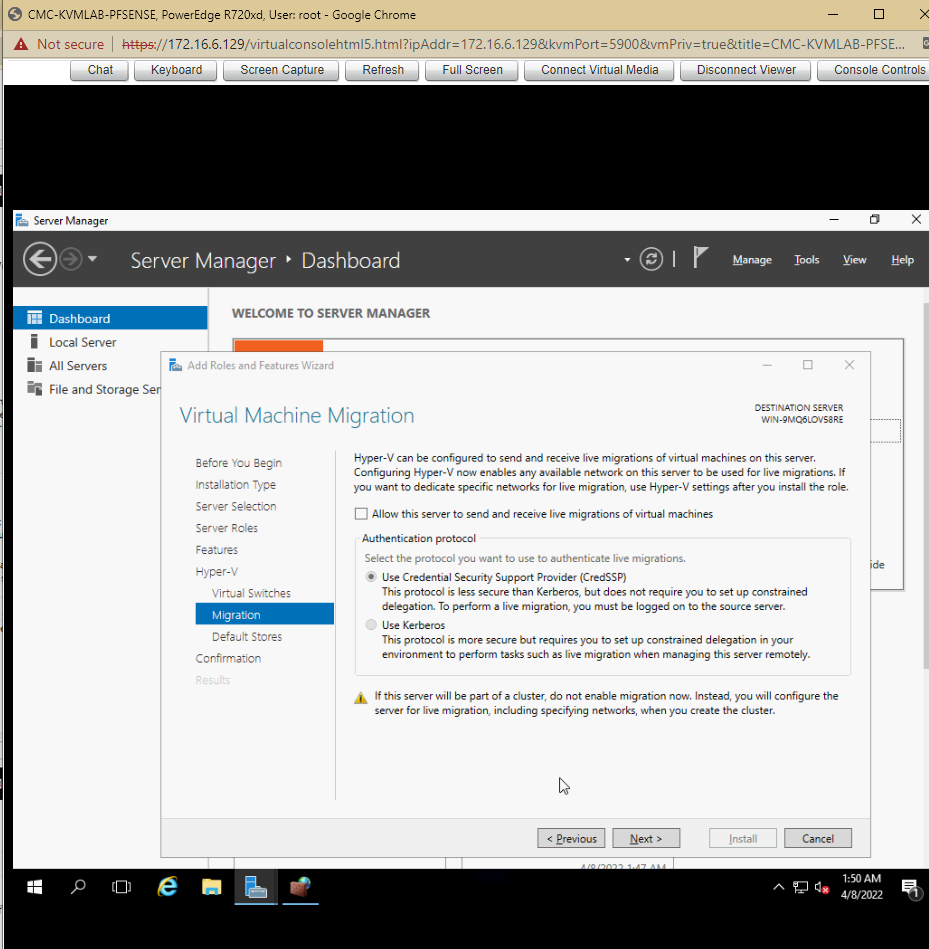 CMC-KVMLAB-PFSENSE, PowerEdge R720xd, User: root - Google Chrome
Not secure https://172.16.6.129/virtualconsolehtml5.html?ipAddr=172.16.6.129&kvmPort=5900&vmPriv=true&title=CMC-KVMLAB-PFSE...
Chat Keyboard Screen Capture Refresh Full Screen Connect Virtual Media Disconnect Viewer Console Controls
Server Manager
Server Manager Dashboard Manage Tools View Help
Dashboard
Local Server
All Servers
File and Storage Ser
WELCOME TO SERVER MANAGER
Add Roles and Features Wizard
Virtual Machine Migration
DESTINATION SERVER
WIN-9MQ6LOV58RE
Before You Begin
Installation Type
Server Selection
Server Roles
Features
Hyper-V
Virtual Switches
Migration
Default Stores
Confirmation
Results
Hyper-V can be configured to send and receive live migrations of virtual machines on this server.
Configuring Hyper-V now enables any available network on this server to be used for live migrations. If
you want to dedicate specific networks for live migration, use Hyper-V settings after you install the role.
Allow this server to send and receive live migrations of virtual machines
Authentication protocol
Select the protocol you want to use to authenticate live migrations.
Use Credential Security Support Provider (CredSSP)
This protocol is less secure than Kerberos, but does not require you to set up constrained
delegation. To perform a live migration, you must be logged on to the source server.
Use Kerberos
This protocol is more secure but requires you to set up constrained delegation in your
environment to perform tasks such as live migration when managing this server remotely.
If this server will be part of a cluster, do not enable migration now. Instead, you will configure the
server for live migration, including specifying networks, when you create the cluster.
ide
< Previous Next > Install Cancel
4/8/2022 1:47 AM
1:50 AM
4/8/2022
1